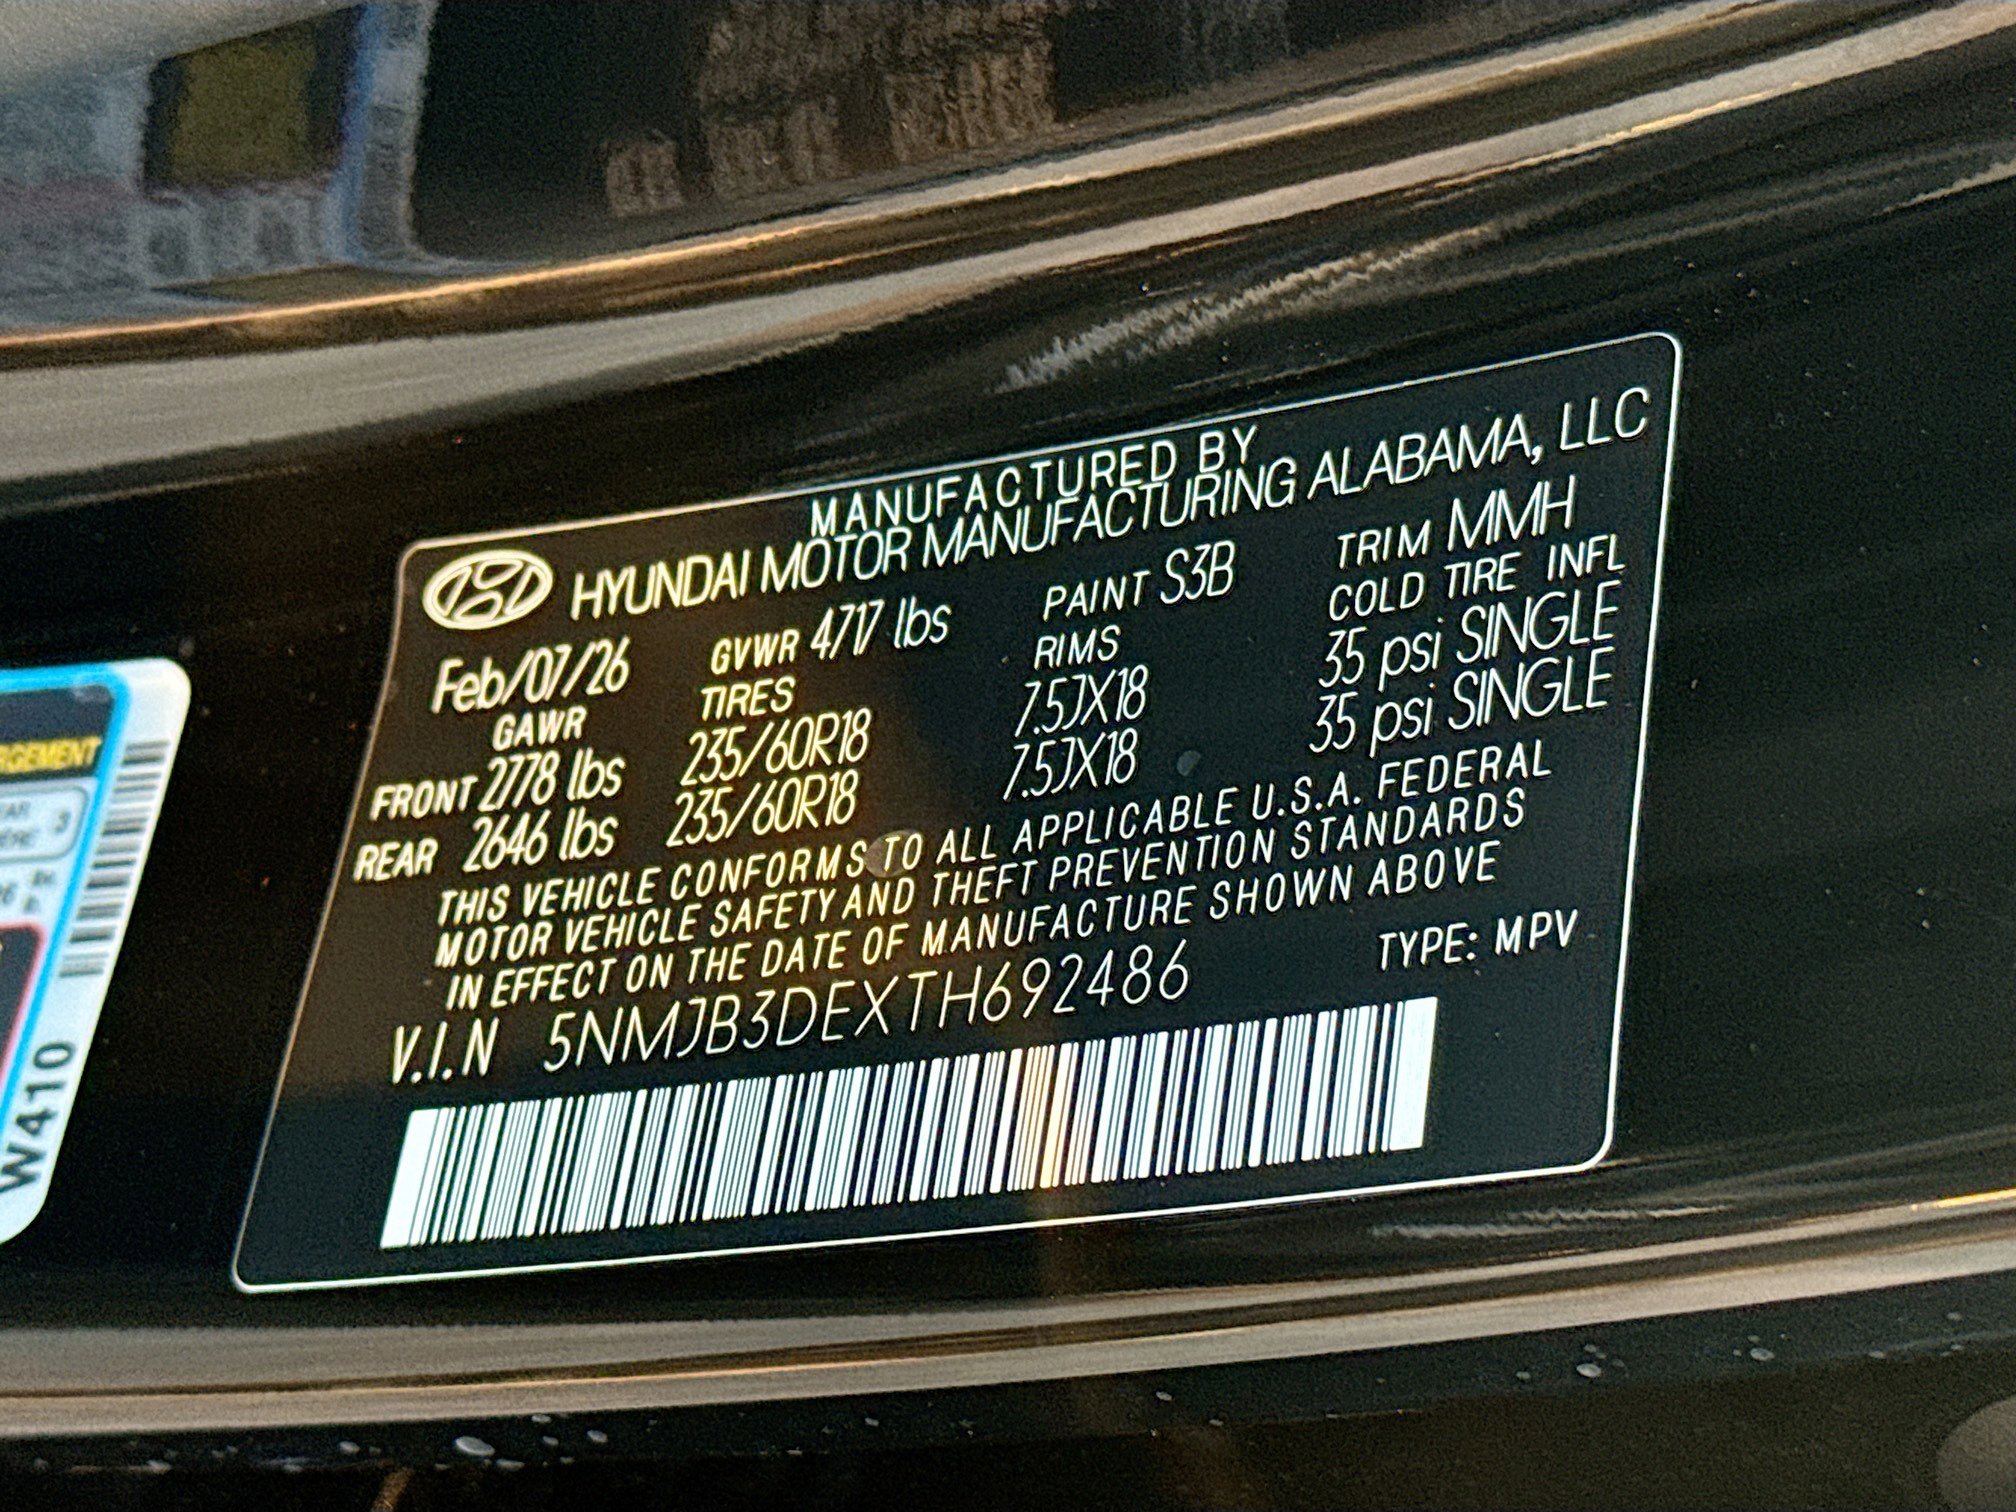 MANUFACTURED BY
HYUNDAI MOTOR MANUFACTURING ALABAMA, LLC
Feb/07/26 GVWR 4717 lbs PAINT S3B TRIM MMH
GAWR TIRES RIMS COLD TIRE INFL
FRONT 2778 lbs 235/60R18 7.5JX18 35 psi SINGLE
REAR 2646 lbs 235/60R18 7.5JX18 35 psi SINGLE
THIS VEHICLE CONFORMS TO ALL APPLICABLE U.S.A. FEDERAL
MOTOR VEHICLE SAFETY AND THEFT PREVENTION STANDARDS
IN EFFECT ON THE DATE OF MANUFACTURE SHOWN ABOVE
V.I.N 5NMJB3DEXTH692486 TYPE: MPV
RGEMENT
3
W410